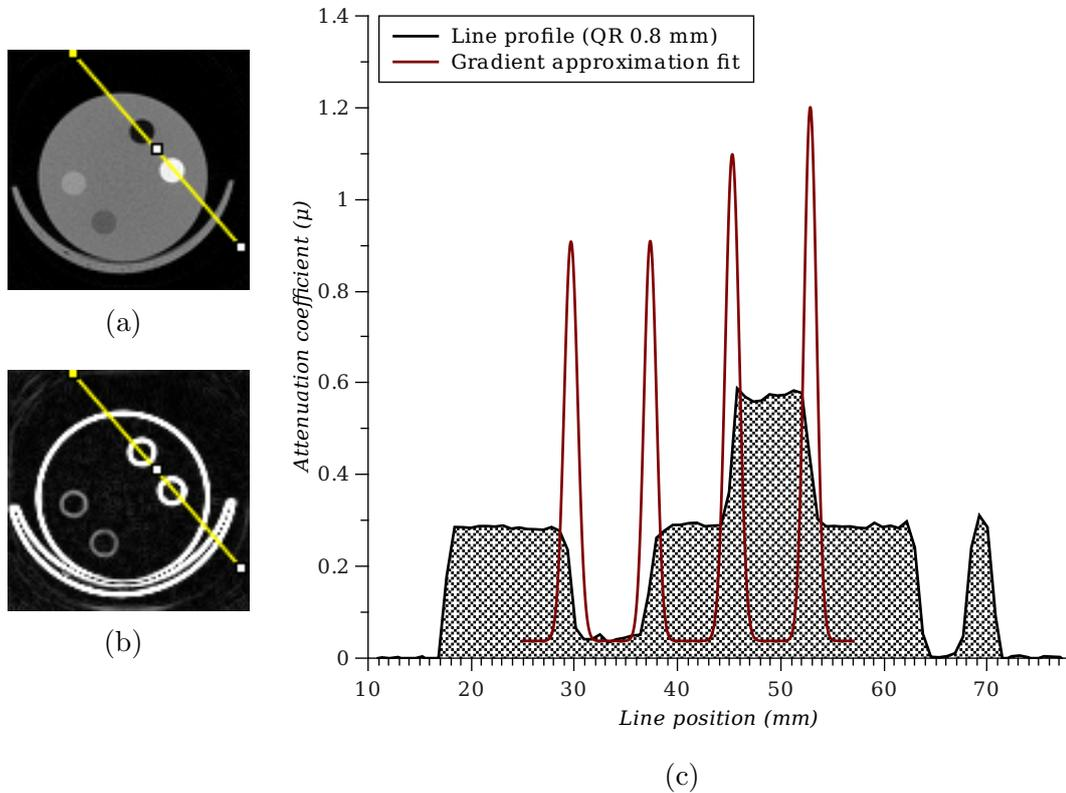 (a)
(b)
Line profile (QR 0.8 mm)
Gradient approximation fit
Attenuation coefficient (μ)
1.4
1.2
1
0.8
0.6
0.4
0.2
0
10 20 30 40 50 60 70
Line position (mm)
(c)